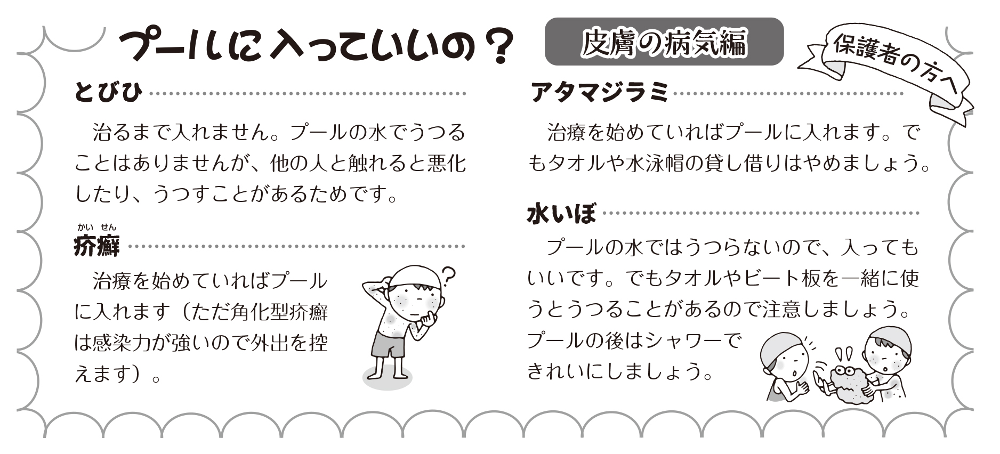 プールに入っていいの？
皮膚の病気編
保護者の方へ
とびひ
治るまで入れません。プールの水でうつる
ことはありませんが、他の人と触れると悪化
したり、うつすことがあるためです。
かい せん
疥癬
治療を始めていればプール
に入れます（ただ角化型疥癬
は感染力が強いので外出を控
えます）。
?
アタマジラミ
治療を始めていればプールに入れます。で
もタオルや水泳帽の貸し借りはやめましょう。
水いぼ
プールの水ではうつらないので、入っても
いいです。でもタオルやビート板を一緒に使
うとうつることがあるので注意しましょう。
プールの後はシャワーで
きれいにしましょう。